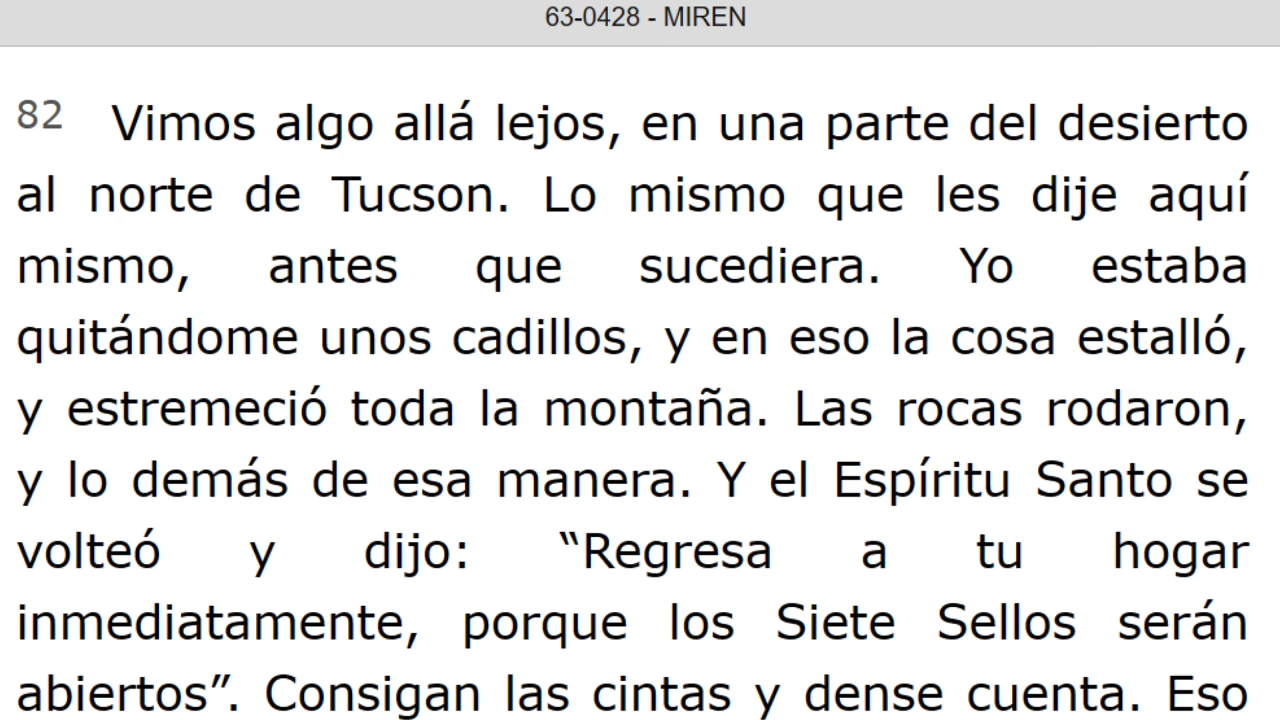 63-0428 - MIREN
82 Vimos algo allá lejos, en una parte del desierto
al norte de Tucson. Lo mismo que les dije aquí
mismo, antes que sucediera. Yo estaba
quitándome unos cadillos, y en eso la cosa estalló,
y estremeció toda la montaña. Las rocas rodaron,
y lo demás de esa manera. Y el Espíritu Santo se
volteó y dijo: “Regresa a tu hogar
inmediatamente, porque los Siete Sellos serán
abiertos”. Consigan las cintas y dense cuenta. Eso